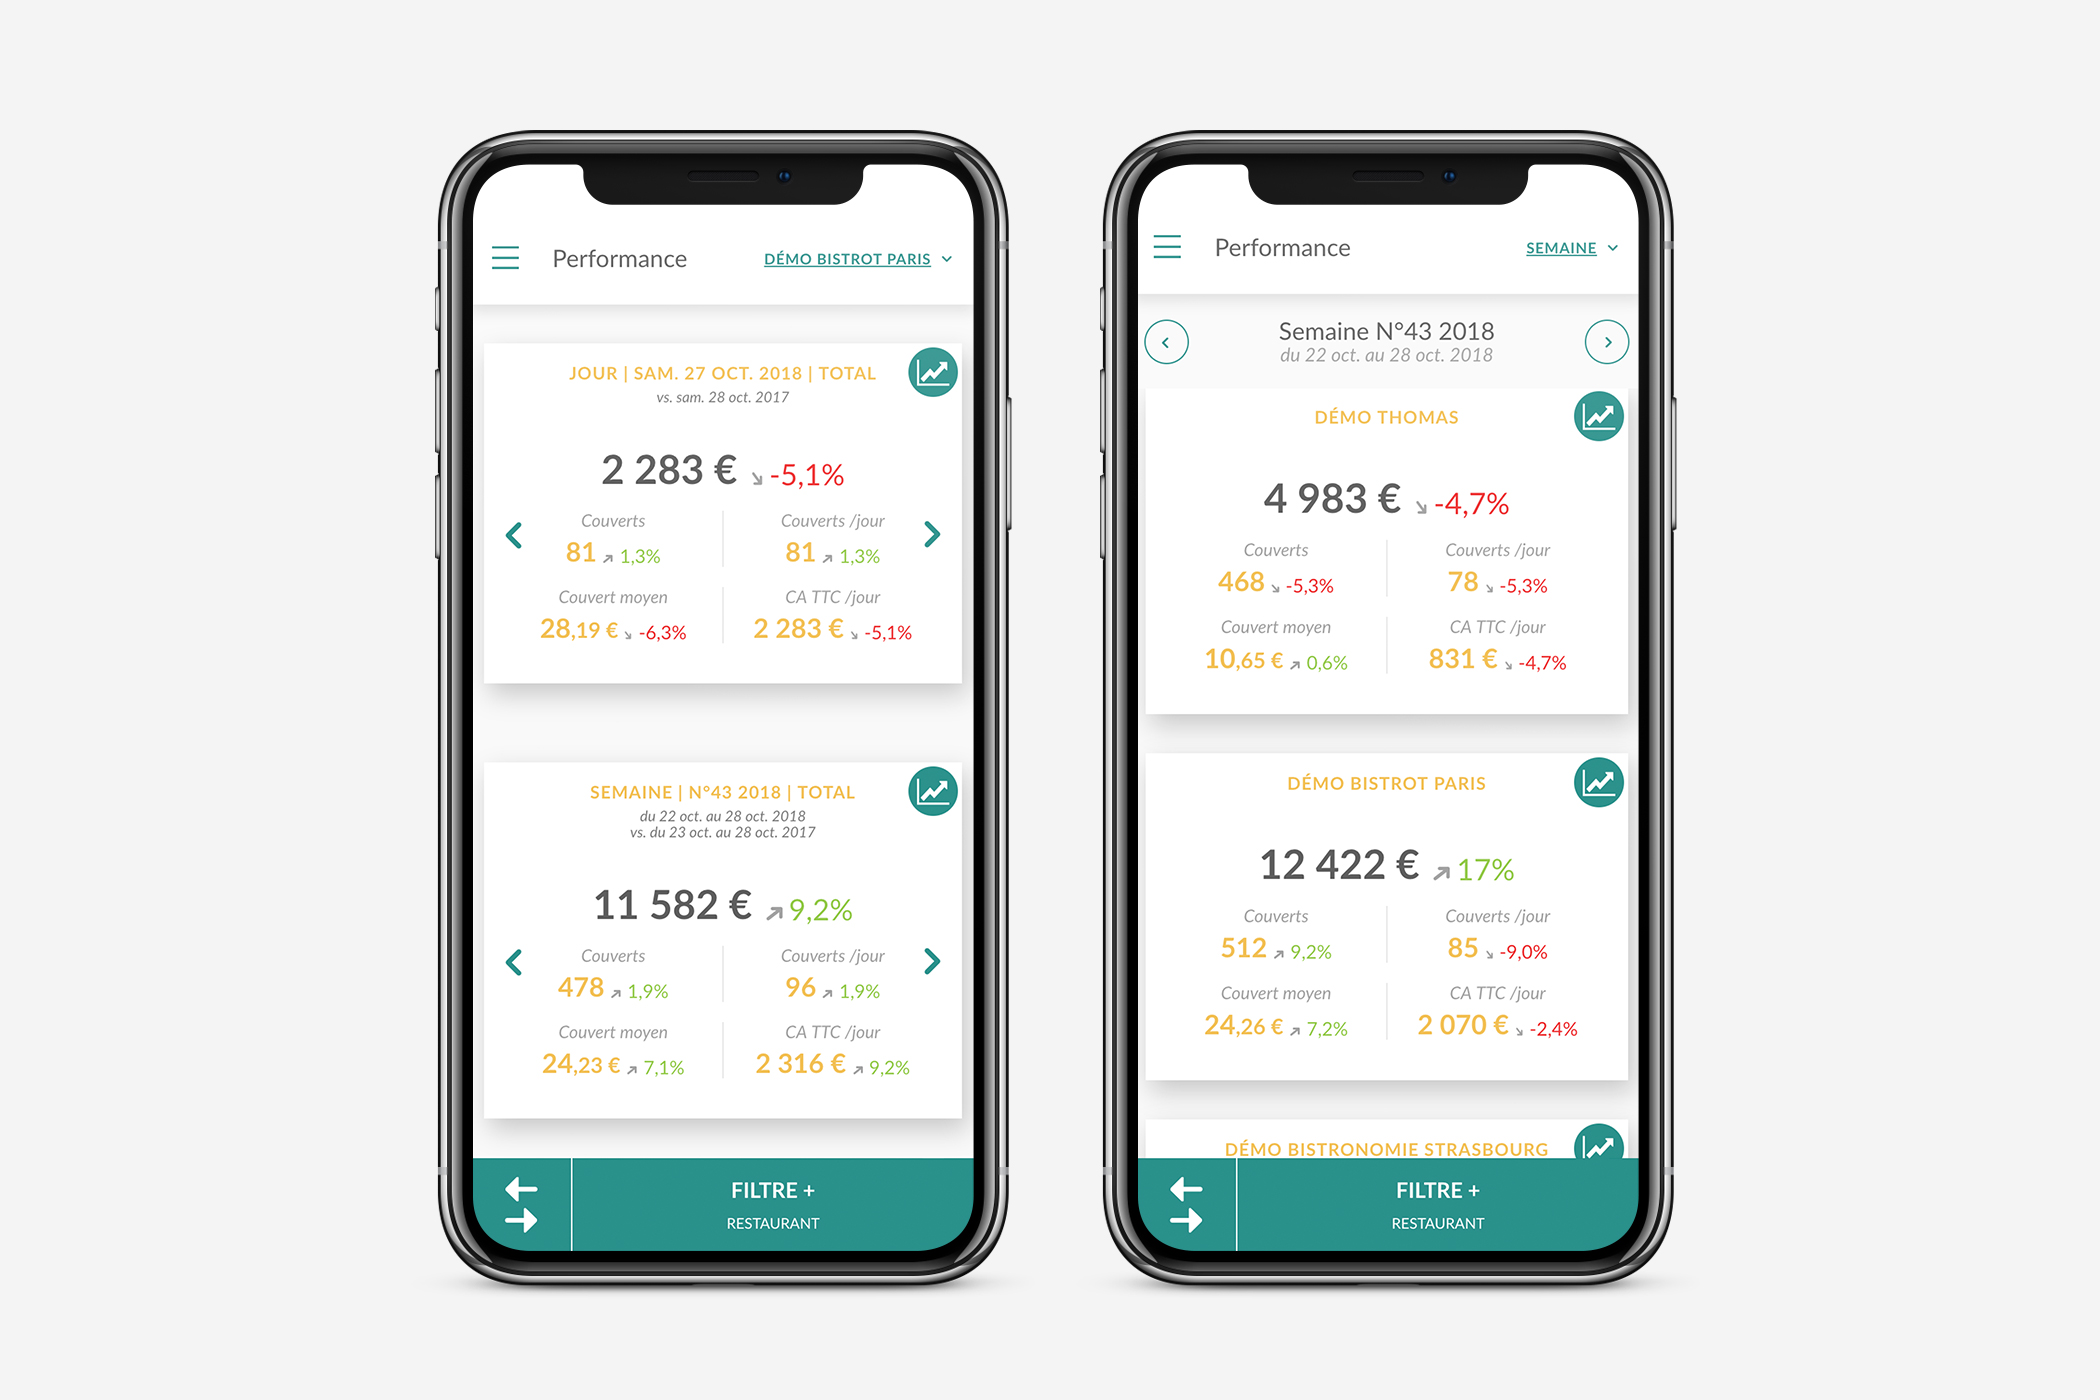 Performance
DÉMO BISTROT PARIS
JOUR | SAM. 27 OCT. 2018 | TOTAL
vs. sam. 28 oct. 2017
2 283 € -5,1%
Couverts Couverts /jour
81 1,3% 81 1,3%
Couvert moyen CA TTC /jour
28,19 € -6,3% 2 283 € -5,1%
SEMAINE | N°43 2018 | TOTAL
du 22 oct. au 28 oct. 2018
vs. du 23 oct. au 28 oct. 2017
11 582 € 9,2%
Couverts Couverts /jour
478 1,9% 96 1,9%
Couvert moyen CA TTC /jour
24,23 € 7,1% 2 316 € 9,2%
FILTRE +
RESTAURANT
Performance
SEMAINE
Semaine N°43 2018
du 22 oct. au 28 oct. 2018
DÉMO THOMAS
4 983 € -4,7%
Couverts Couverts /jour
468 -5,3% 78 -5,3%
Couvert moyen CA TTC /jour
10,65 € 0,6% 831 € -4,7%
DÉMO BISTROT PARIS
12 422 € 17%
Couverts Couverts /jour
512 9,2% 85 -9,0%
Couvert moyen CA TTC /jour
24,26 € 7,2% 2 070 € -2,4%
DÉMO BISTRONOMIE STRASBOURG
FILTRE +
RESTAURANT